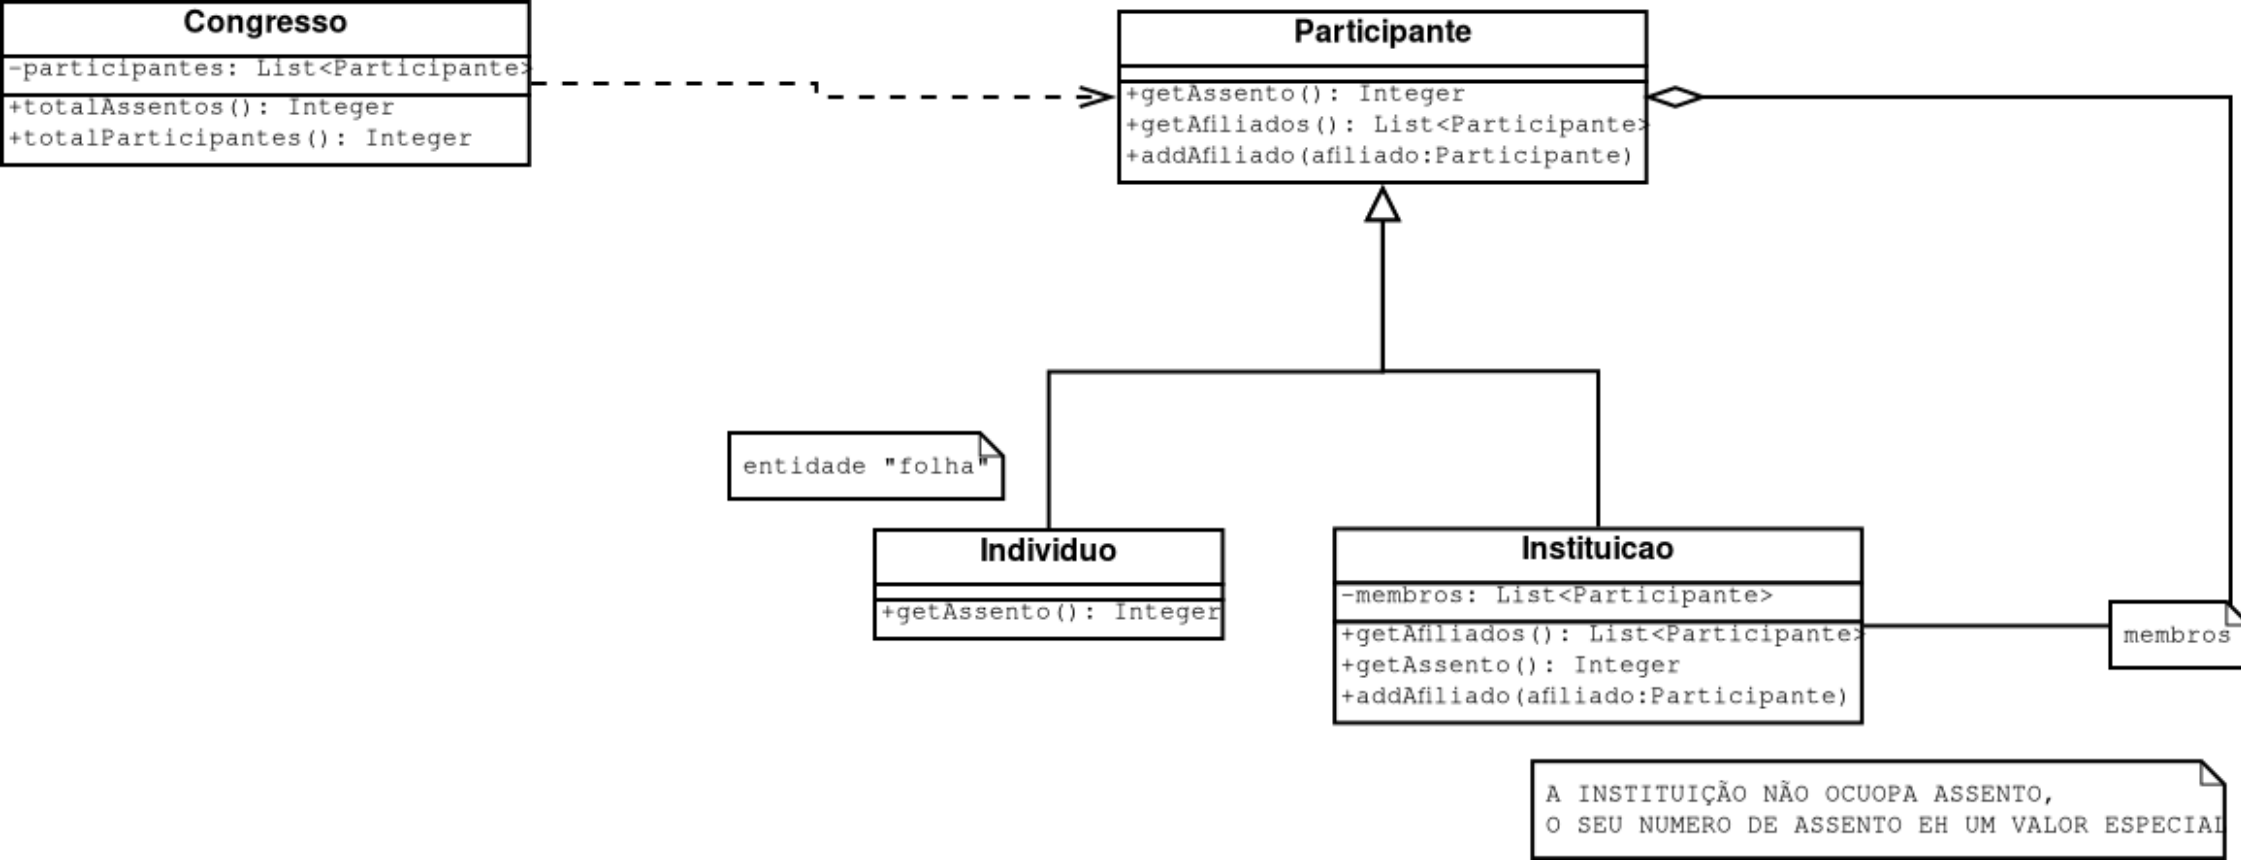 Congresso
-participantes: List<Participante>
+totalAssentos(): Integer
+totalParticipantes(): Integer
Participante
+getAssento(): Integer
+getAfiliados(): List<Participante>
+addAfiliado(afiliado:Participante)
entidade "folha"
Individuo
+getAssento(): Integer
Instituicao
-membros: List<Participante>
+getAfiliados(): List<Participante>
+getAssento(): Integer
+addAfiliado(afiliado:Participante)
membros
A INSTITUIÇÃO NÃO OCUOPA ASSENTO,
O SEU NUMERO DE ASSENTO EH UM VALOR ESPECIAL